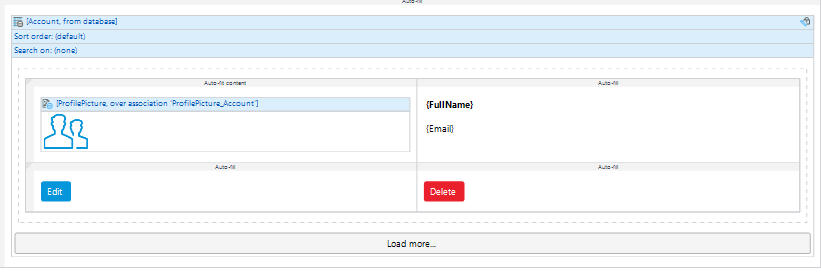 Auto-fill
[Account, from database]
Sort order: (default)
Search on: (none)
Auto-fit content
Auto-fill
[ProfilePicture, over association 'ProfilePicture_Account']
{FullName}
{Email}
Auto-fill
Auto-fill
Edit
Delete
Load more...